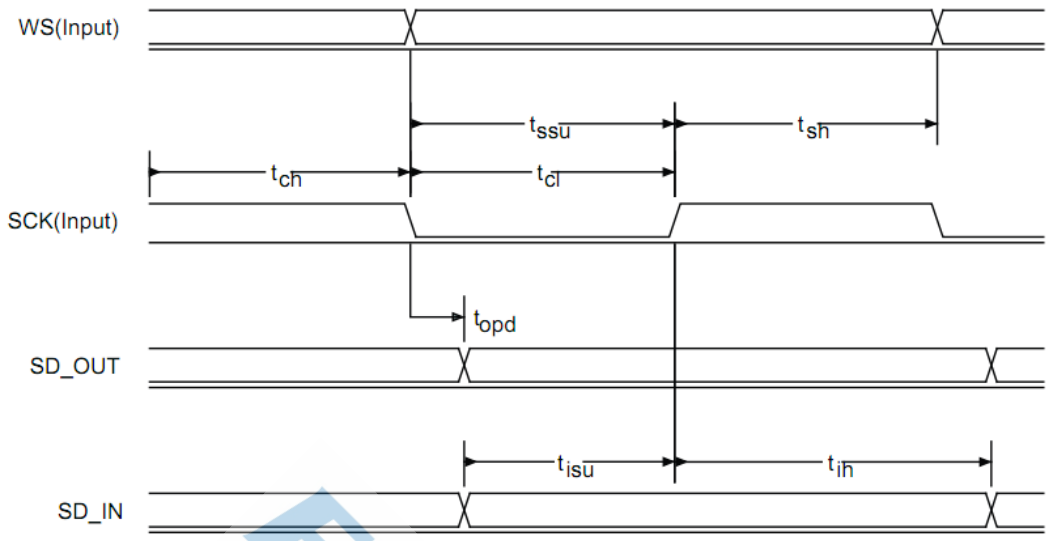 WS(Input)
tssu
tsh
tch
tcl
SCK(Input)
topd
SD_OUT
tisu
tih
SD_IN